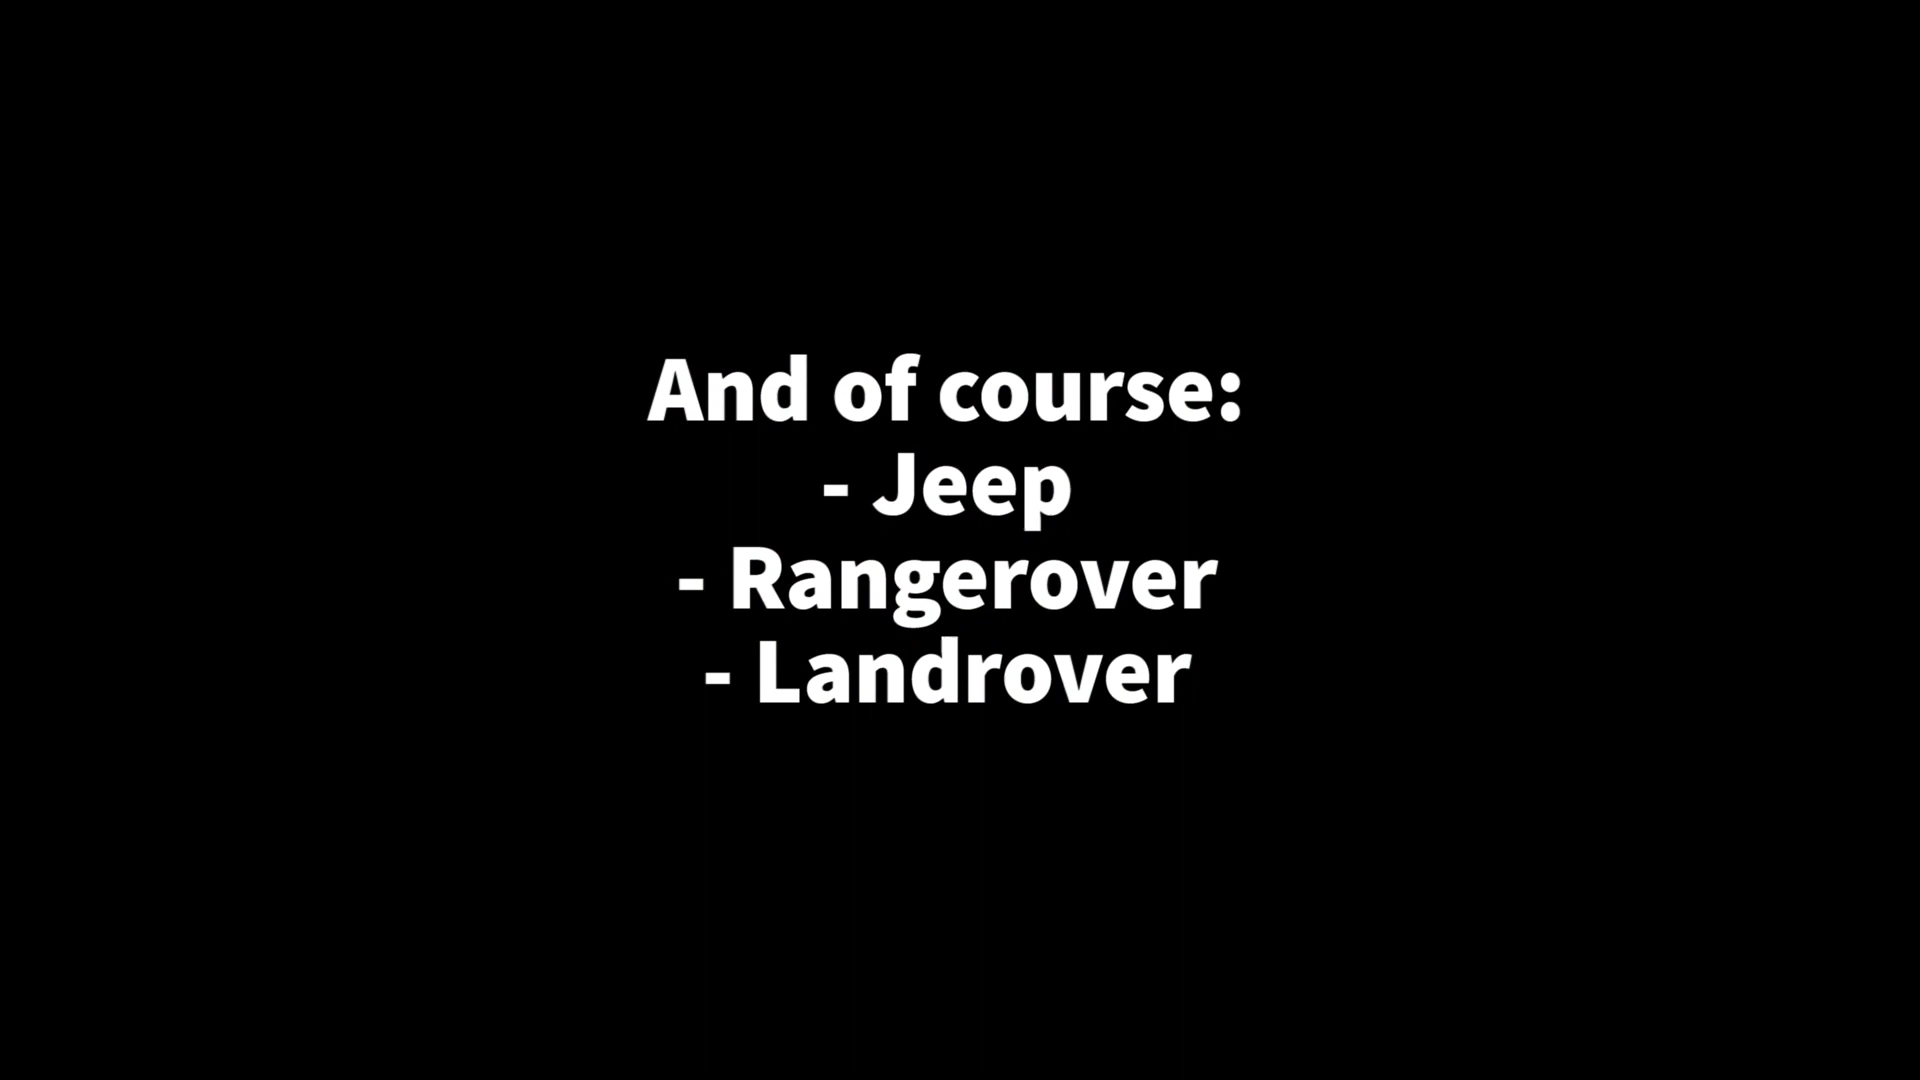 And of course:
- Jeep
- Rangerover
- Landrover